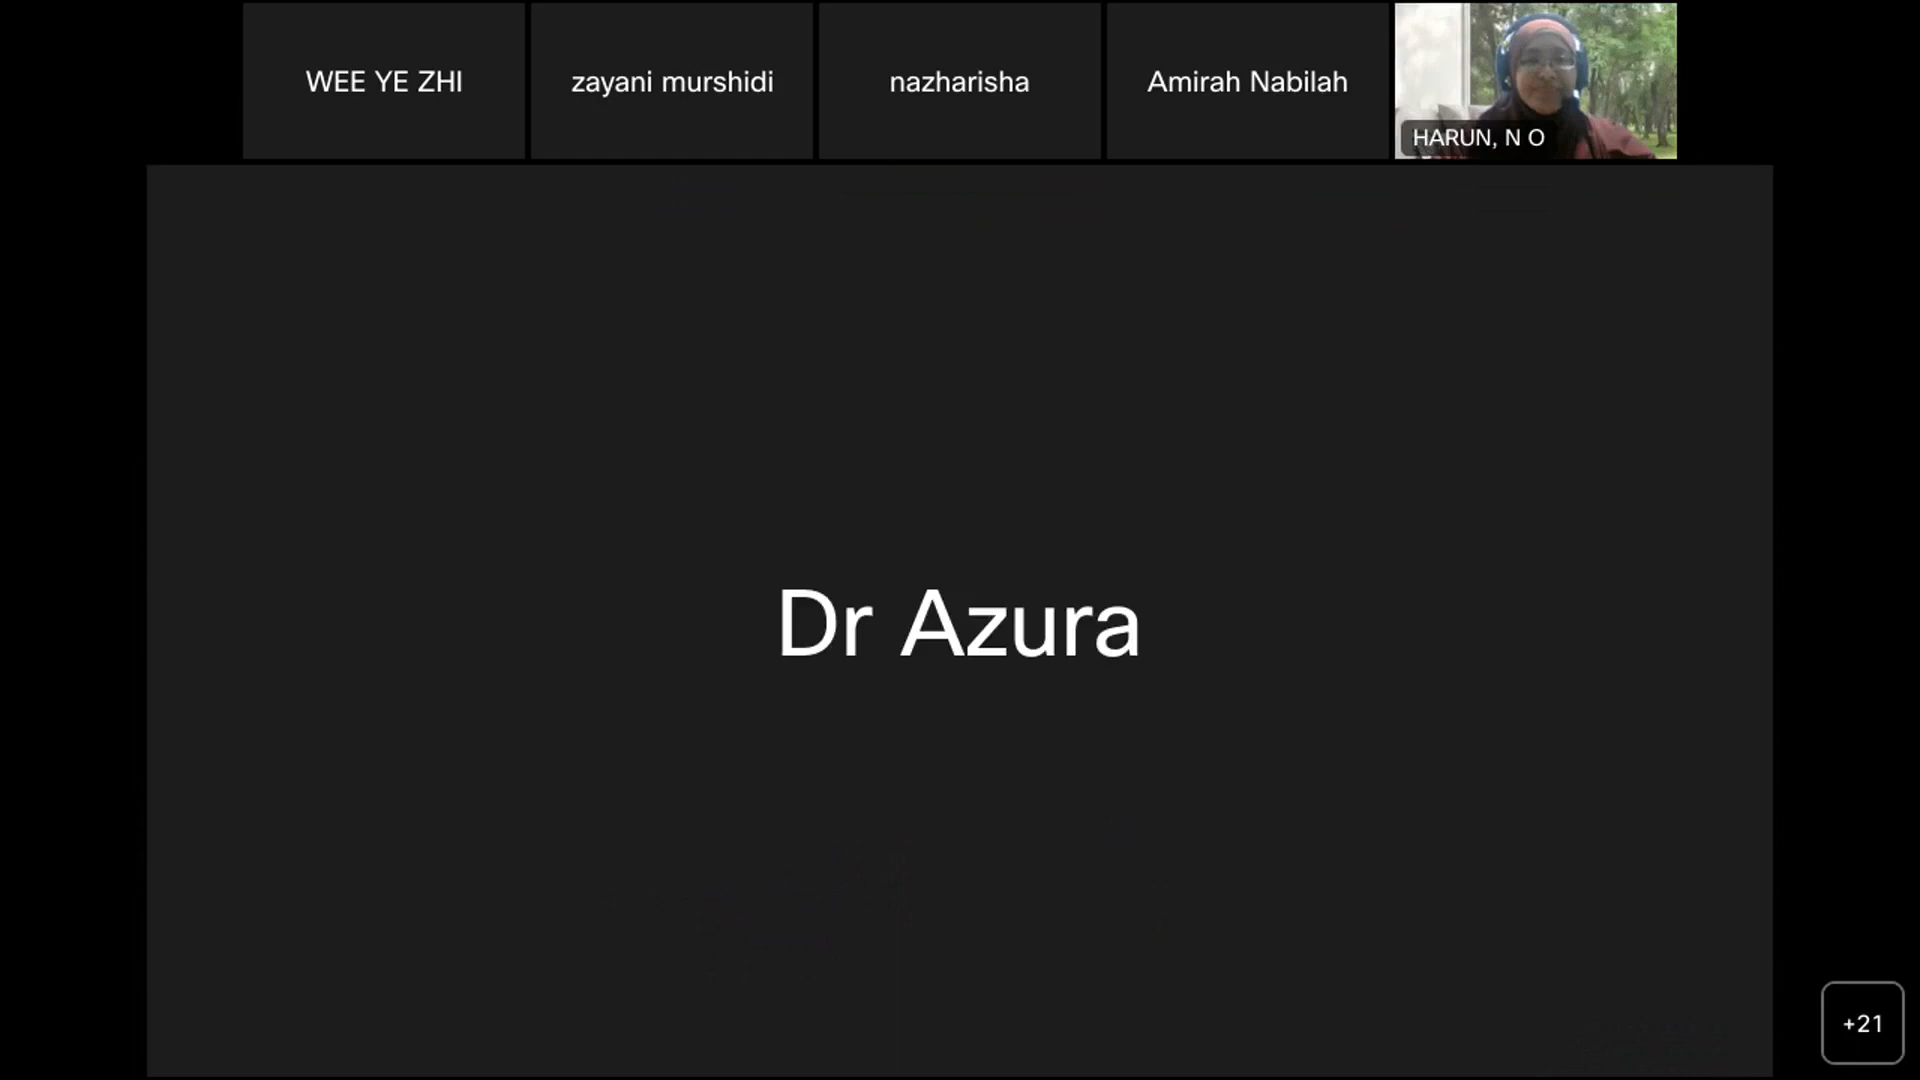 WEE YE ZHI
zayani murshidi
nazharisha
Amirah Nabilah
HARUN, N O
Dr Azura
+21